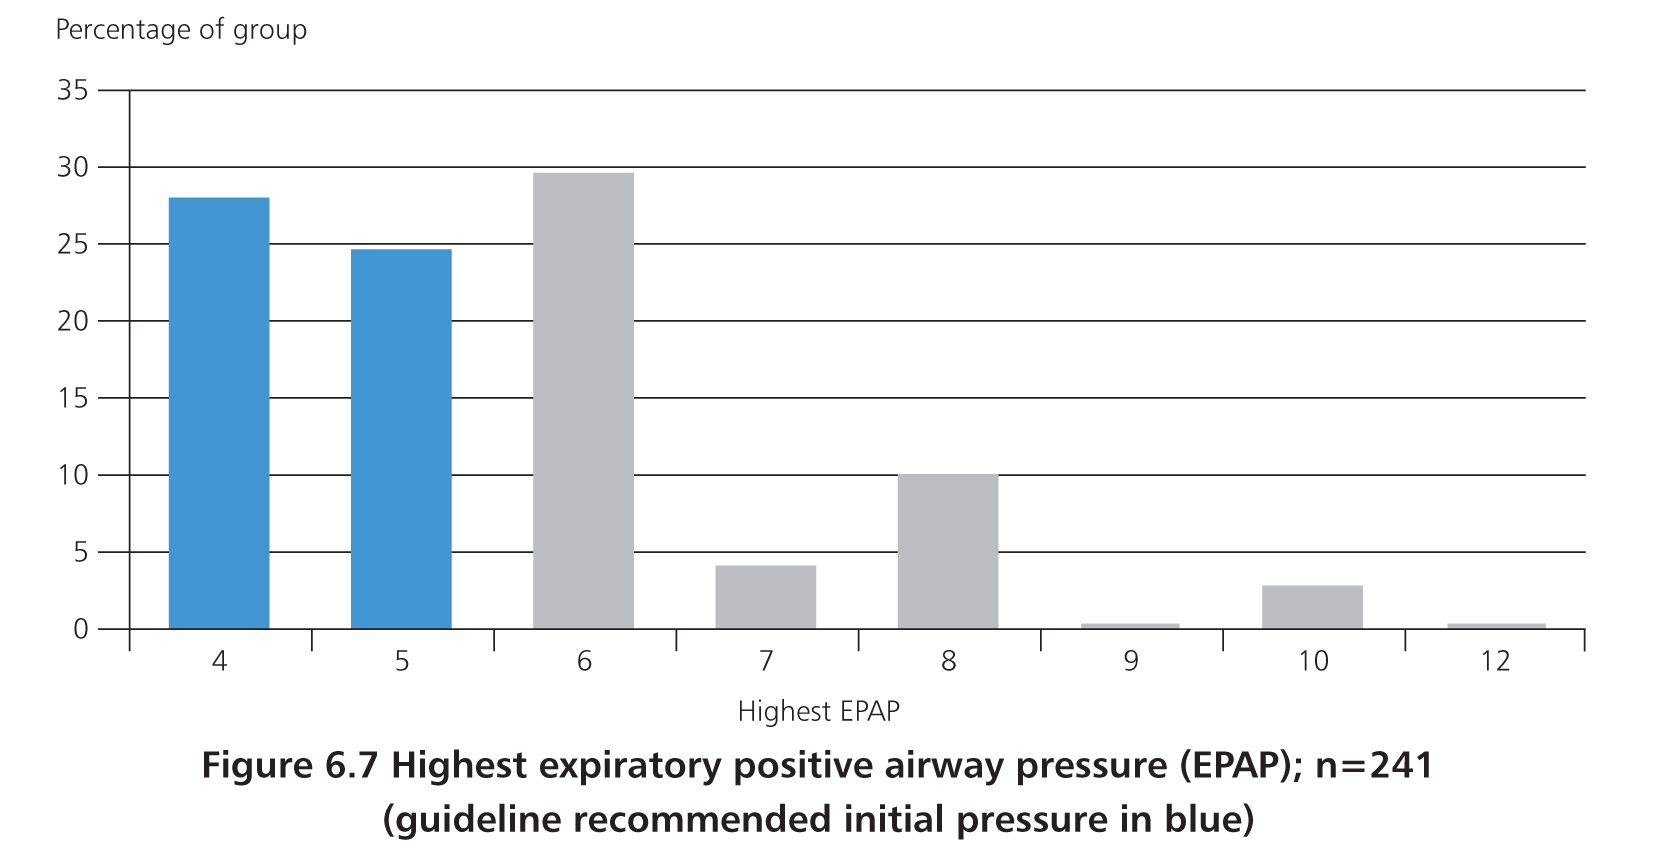 Percentage of group
35
30
25
20
15
10
5
0
4 5 6 7 8 9 10 12
Highest EPAP
Figure 6.7 Highest expiratory positive airway pressure (EPAP); n=241
(guideline recommended initial pressure in blue)